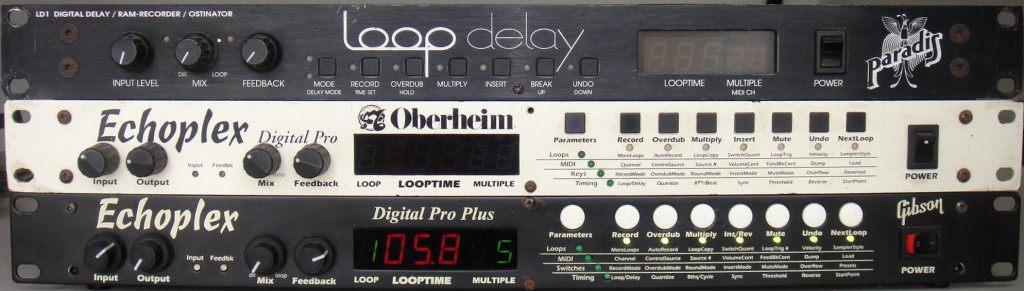 LD1 DIGITAL DELAY / RAM-RECORDER / OSTINATOR
Loop delay
paradis
DIR LOOP
INPUT LEVEL MIX FEEDBACK
MODE RECORD OVERDUB MULTIPLY INSERT BREAK UNDO
DELAY MODE TIME SET HOLD UP DOWN
LOOPTIME MULTIPLE
MIDI CH
POWER
Echoplex
Digital Pro
Oberheim
Input Output
Input Feedbk
Mix Feedback
LOOP LOOPTIME MULTIPLE
Parameters Record Overdub Multiply Insert Mute Undo NextLoop
Loops MoreLoops AutoRecord LoopCopy SwitchQuant LoopTrig Velocity SamplerStyle
MIDI Channel ControlSource Source # VolumeCont FeedBkCont Dump Load
Keys RecordMode OverdubMode RoundMode InsertMode MuteMode Overflow Reserved
Timing Loop/Delay Quantize 8ths/Beat Sync Threshold Reverse StartPoint
POWER
Echoplex
Digital Pro Plus
Gibson
1 05.8 5
Input Output
Input Feedbk
dir loop
Mix Feedback
LOOP LOOPTIME MULTIPLE
Parameters Record Overdub Multiply Ins/Rev Mute Undo NextLoop
Loops MoreLoops AutoRecord LoopCopy SwitchQuant LoopTrig # Velocity SamplerStyle
MIDI Channel ControlSource Source # VolumeCont FeedBkCont Dump Load
Switches RecordMode OverdubMode RoundMode InsertMode MuteMode Overflow Presets
Timing Loop/Delay Quantize 8ths/Cycle Sync Threshold Reverse StartPoint
POWER